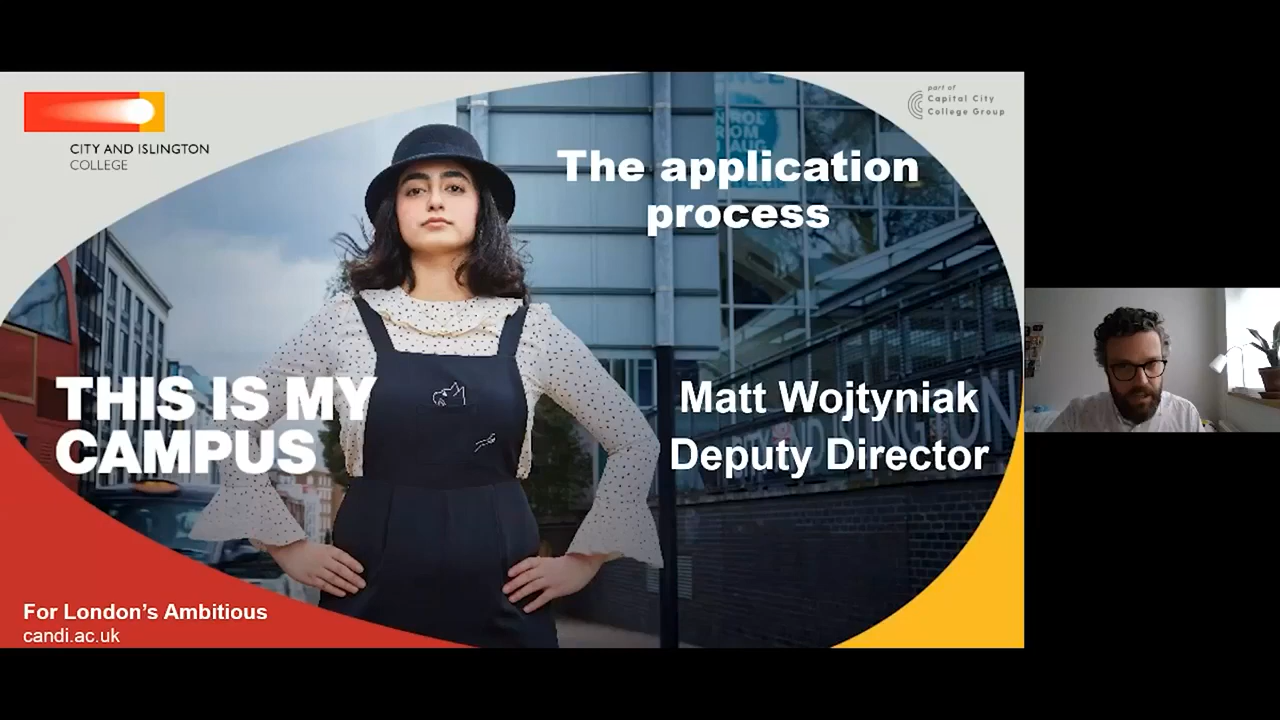 CITY AND ISLINGTON
COLLEGE
part of
Capital City
College Group
The application
process
THIS IS MY
CAMPUS
Matt Wojtyniak
Deputy Director
For London's Ambitious
candi.ac.uk